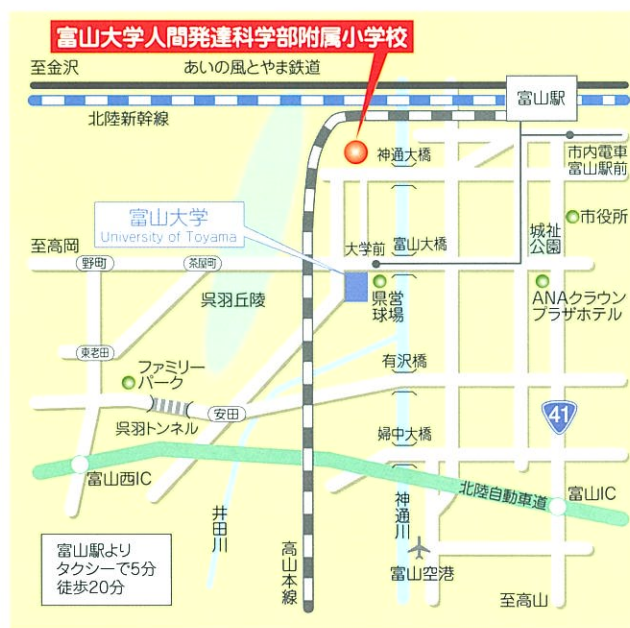 富山大学人間発達科学部附属小学校
至金沢
あいの風とやま鉄道
富山駅
北陸新幹線
神通大橋
市内電車
富山駅前
富山大学
University of Toyama
市役所
至高岡
大学前
富山大橋
城祉
公園
野町
茶屋町
呉羽丘陵
県営
球場
ANAクラウン
プラザホテル
東老田
ファミリー
パーク
有沢橋
安田
41
呉羽トンネル
婦中大橋
富山西IC
北陸自動車道
富山IC
井田川
高山本線
神通川
富山空港
至高山
富山駅より
タクシーで5分
徒歩20分